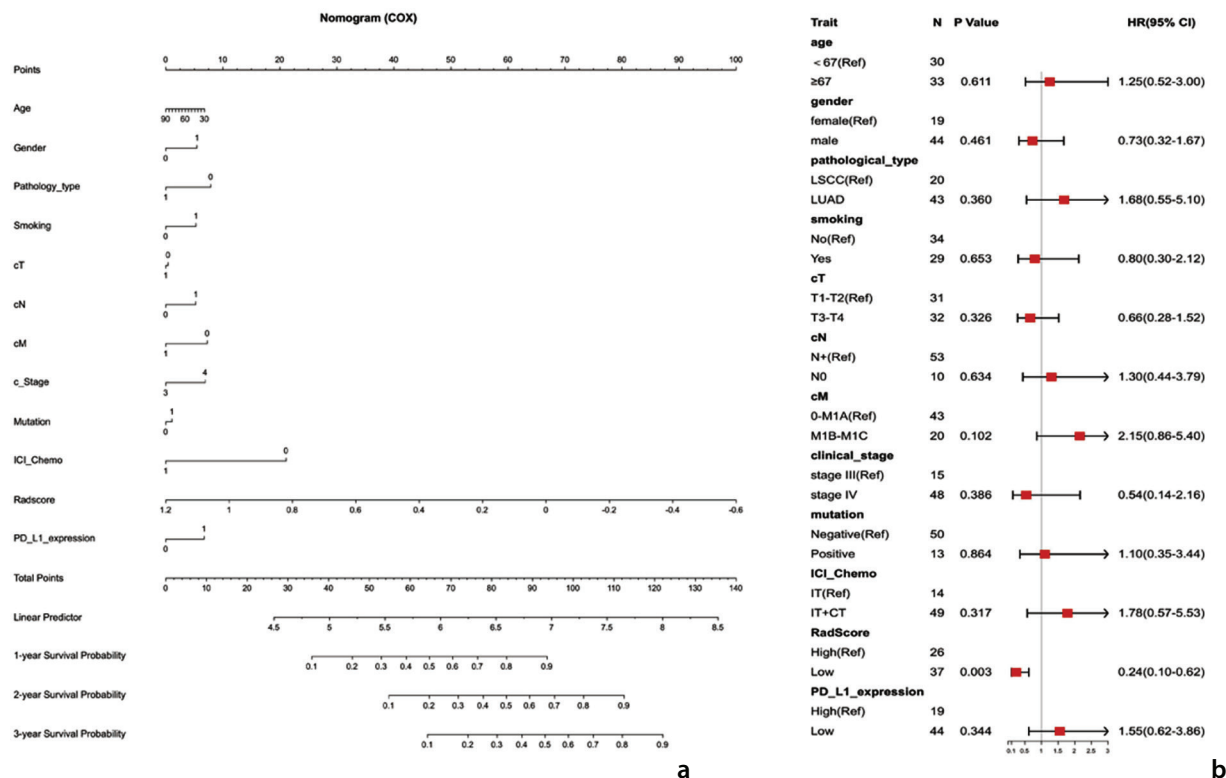 Nomogram (COX)
Points
0 10 20 30 40 50 60 70 80 90 100
Age
90 60 30
Gender
1
0
Pathology_type
0
1
Smoking
1
0
cT
0
1
cN
1
0
cM
0
1
c_Stage
4
3
Mutation
1
0
ICI_Chemo
0
1
Radscore
1.2 1 0.8 0.6 0.4 0.2 0 -0.2 -0.4 -0.6
PD_L1_expression
1
0
Total Points
0 10 20 30 40 50 60 70 80 90 100 110 120 130 140
Linear Predictor
4.5 5 5.5 6 6.5 7 7.5 8 8.5
1-year Survival Probability
0.1 0.2 0.3 0.4 0.5 0.6 0.7 0.8 0.9
2-year Survival Probability
0.1 0.2 0.3 0.4 0.5 0.6 0.7 0.8 0.9
3-year Survival Probability
0.1 0.2 0.3 0.4 0.5 0.6 0.7 0.8 0.9
a
Trait N P Value HR(95% CI)
age
<67(Ref) 30
≥67 33 0.611 1.25(0.52-3.00)
gender
female(Ref) 19
male 44 0.461 0.73(0.32-1.67)
pathological_type
LSCC(Ref) 20
LUAD 43 0.360 1.68(0.55-5.10)
smoking
No(Ref) 34
Yes 29 0.653 0.80(0.30-2.12)
cT
T1-T2(Ref) 31
T3-T4 32 0.326 0.66(0.28-1.52)
cN
N+(Ref) 53
N0 10 0.634 1.30(0.44-3.79)
cM
0-M1A(Ref) 43
M1B-M1C 20 0.102 2.15(0.86-5.40)
clinical_stage
stage III(Ref) 15
stage IV 48 0.386 0.54(0.14-2.16)
mutation
Negative(Ref) 50
Positive 13 0.864 1.10(0.35-3.44)
ICI_Chemo
IT(Ref) 14
IT+CT 49 0.317 1.78(0.57-5.53)
RadScore
High(Ref) 26
Low 37 0.003 0.24(0.10-0.62)
PD_L1_expression
High(Ref) 19
Low 44 0.344 1.55(0.62-3.86)
0.1 0.5 1 1.5 2 2.5 3
b